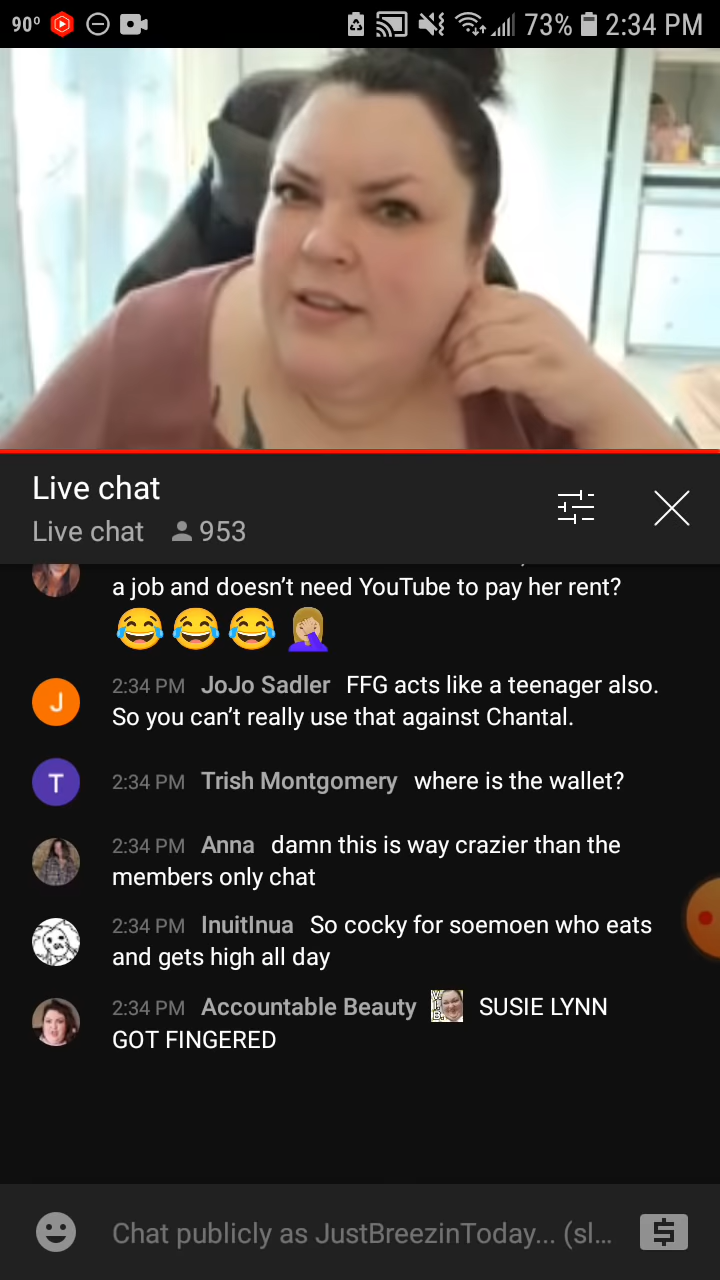 90° 73% 2:34 PM
Live chat
Live chat 953
a job and doesn't need YouTube to pay her rent?
😂😂😂🤦🏼‍♀️
J 2:34 PM JoJo Sadler FFG acts like a teenager also.
So you can't really use that against Chantal.
T 2:34 PM Trish Montgomery where is the wallet?
2:34 PM Anna damn this is way crazier than the
members only chat
2:34 PM InuitInua So cocky for soemoen who eats
and gets high all day
2:34 PM Accountable Beauty SUSIE LYNN
GOT FINGERED
Chat publicly as JustBreezinToday... (sl...
$